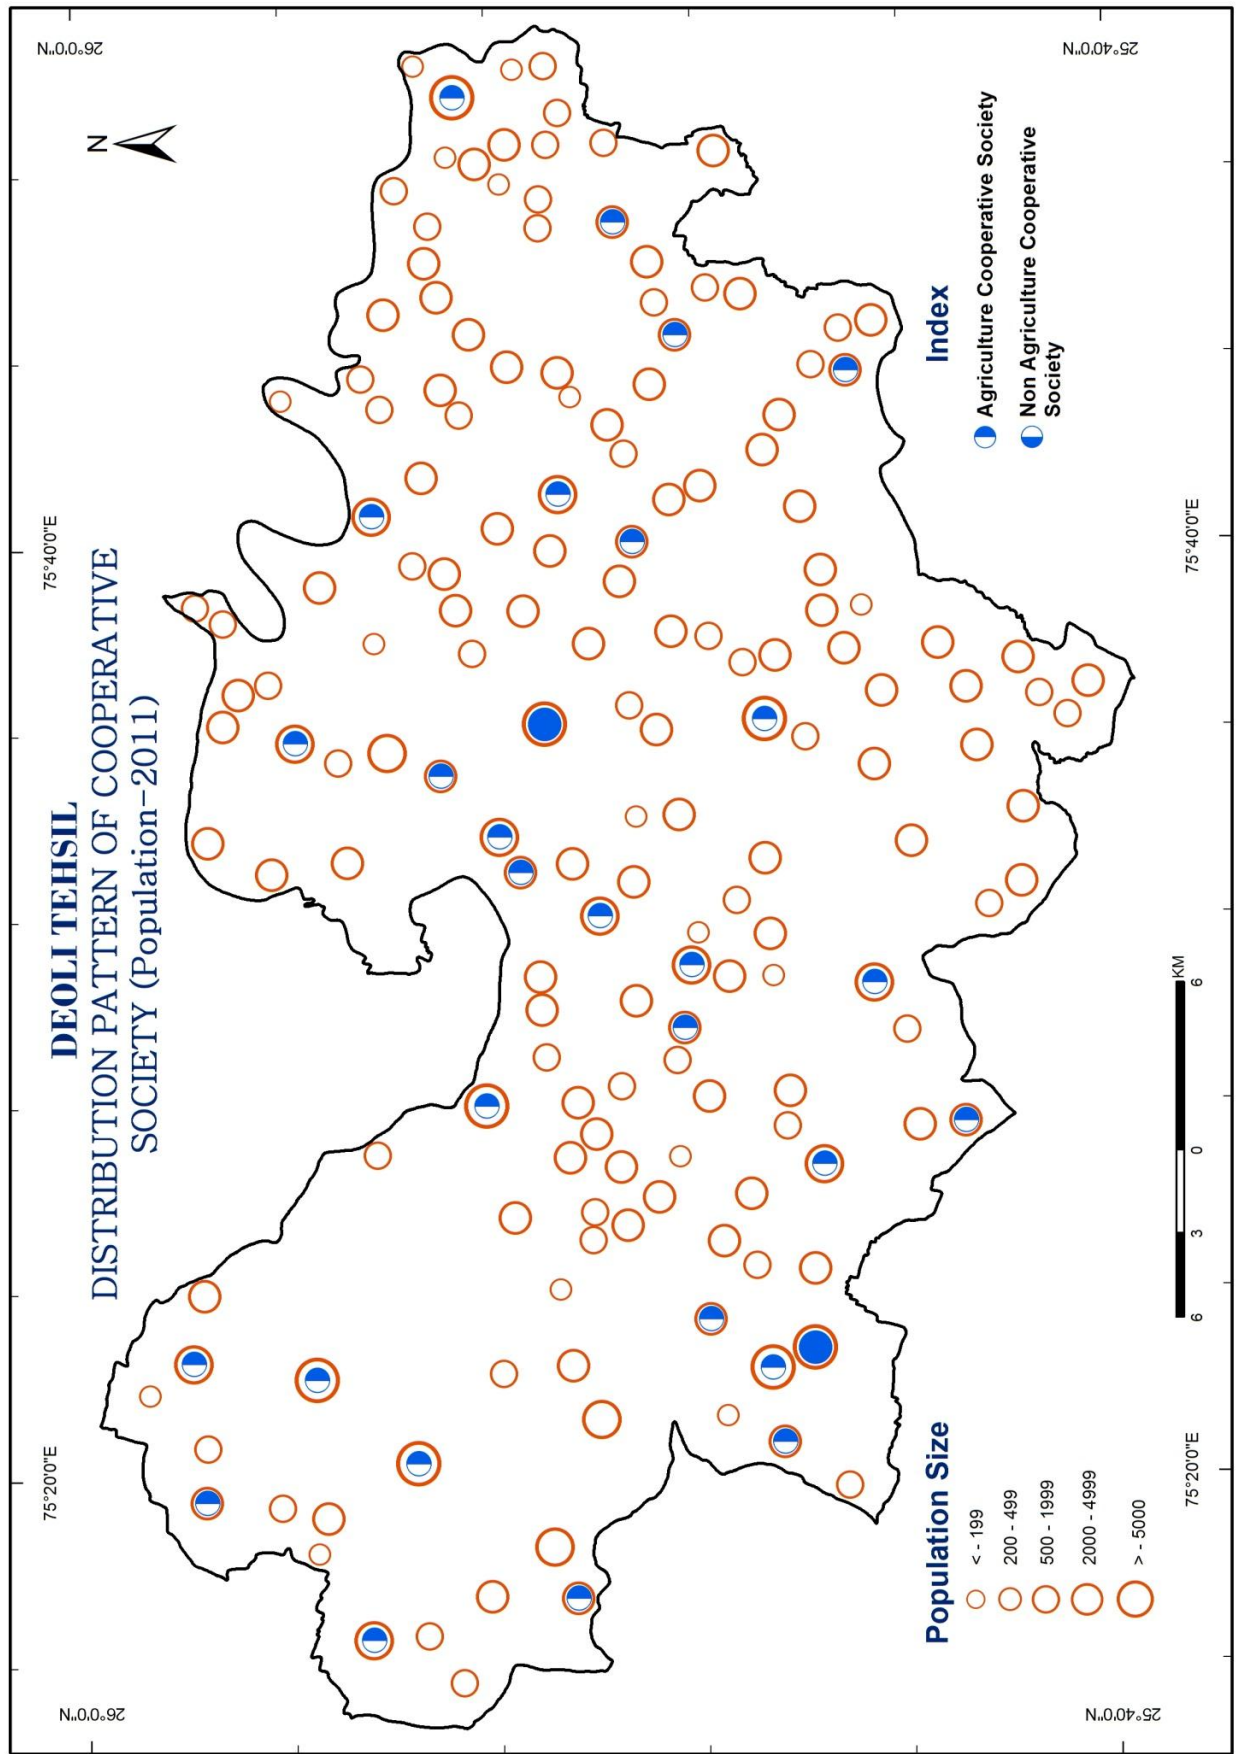 DEOLI TEHSIL
DISTRIBUTION PATTERN OF COOPERATIVE
SOCIETY (Population−2011)
75°20'0"E
75°40'0"E
26°0'0"N
26°0'0"N
N
Population Size
< - 199
200 - 499
500 - 1999
2000 - 4999
> - 5000
Index
Agriculture Cooperative Society
Non Agriculture Cooperative
Society
6 3 0 6
KM
25°40'0"N
25°40'0"N
75°20'0"E
75°40'0"E